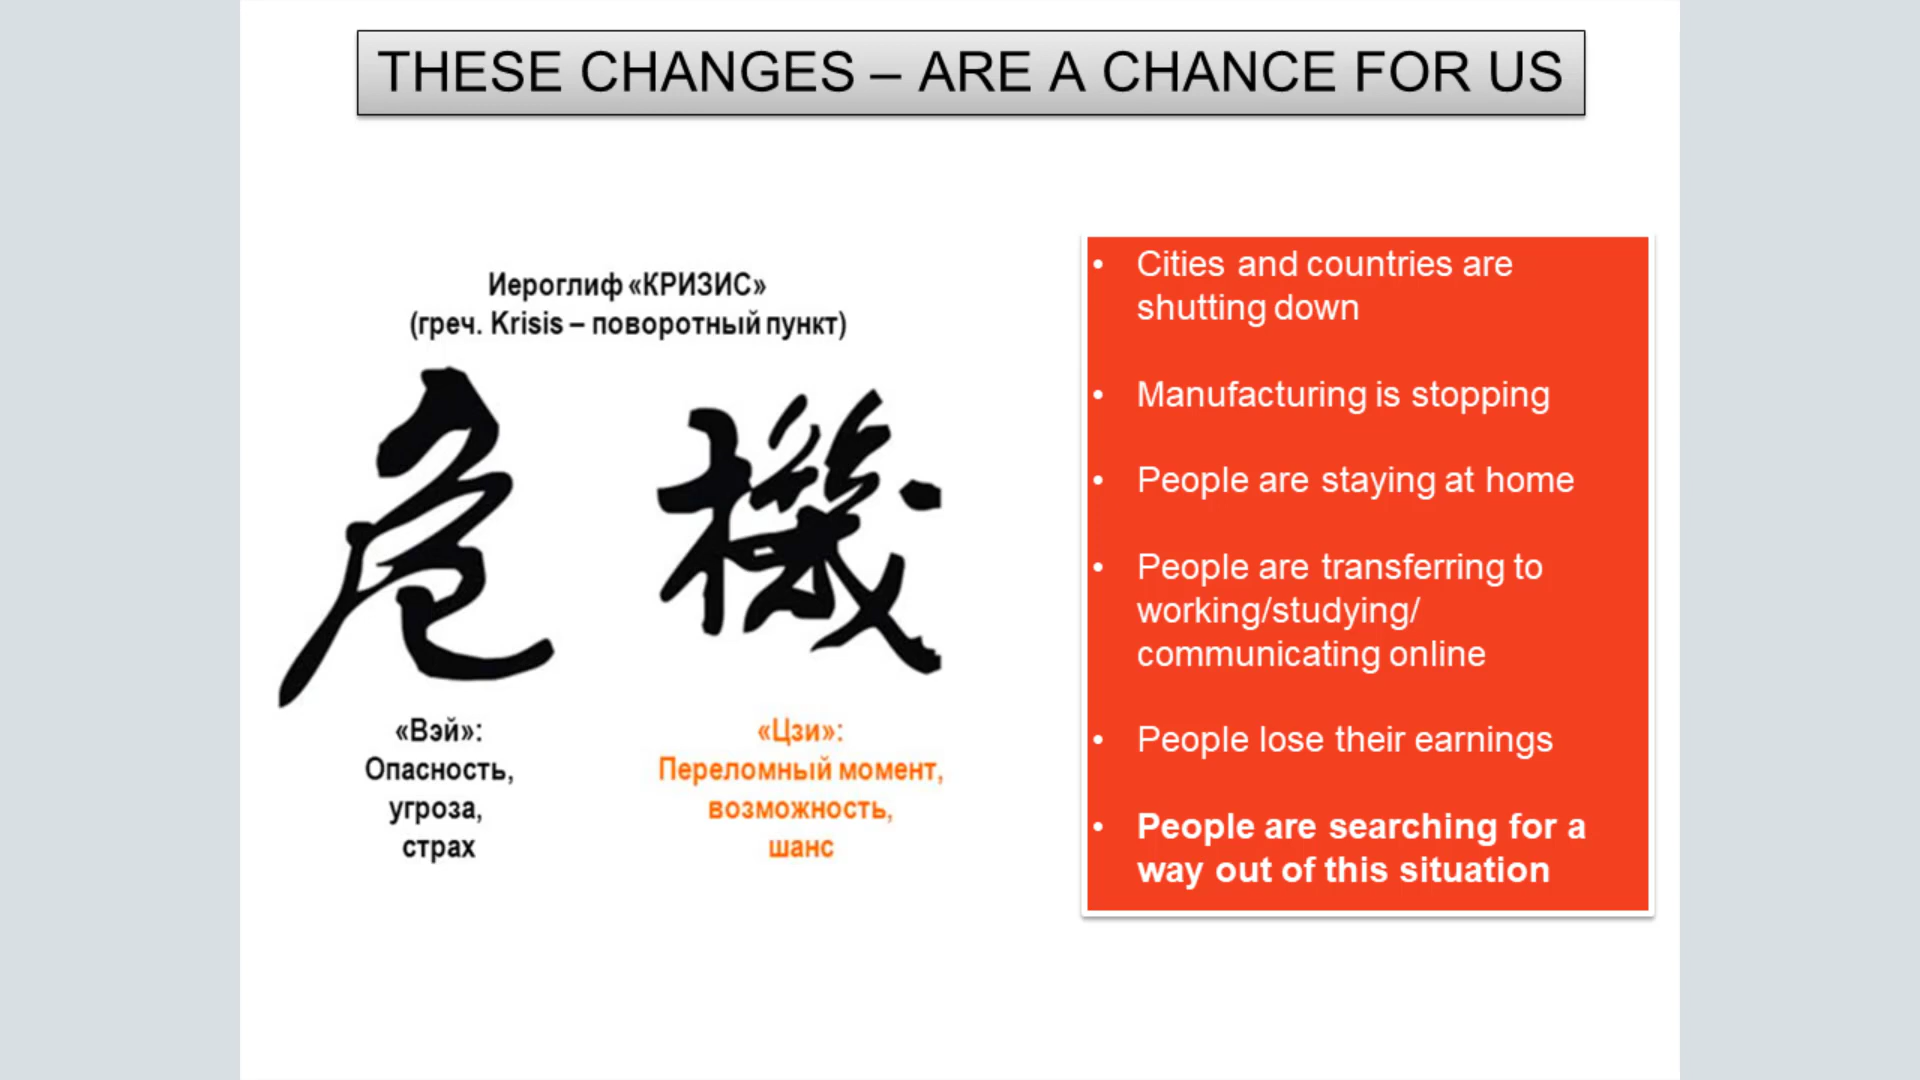 THESE CHANGES – ARE A CHANCE FOR US
Иероглиф «КРИЗИС»
(греч. Krisis – поворотный пункт)
危 機
«Вэй»:
Опасность,
угроза,
страх
«Цзи»:
Переломный момент,
возможность,
шанс
• Cities and countries are
shutting down
• Manufacturing is stopping
• People are staying at home
• People are transferring to
working/studying/
communicating online
• People lose their earnings
• People are searching for a
way out of this situation